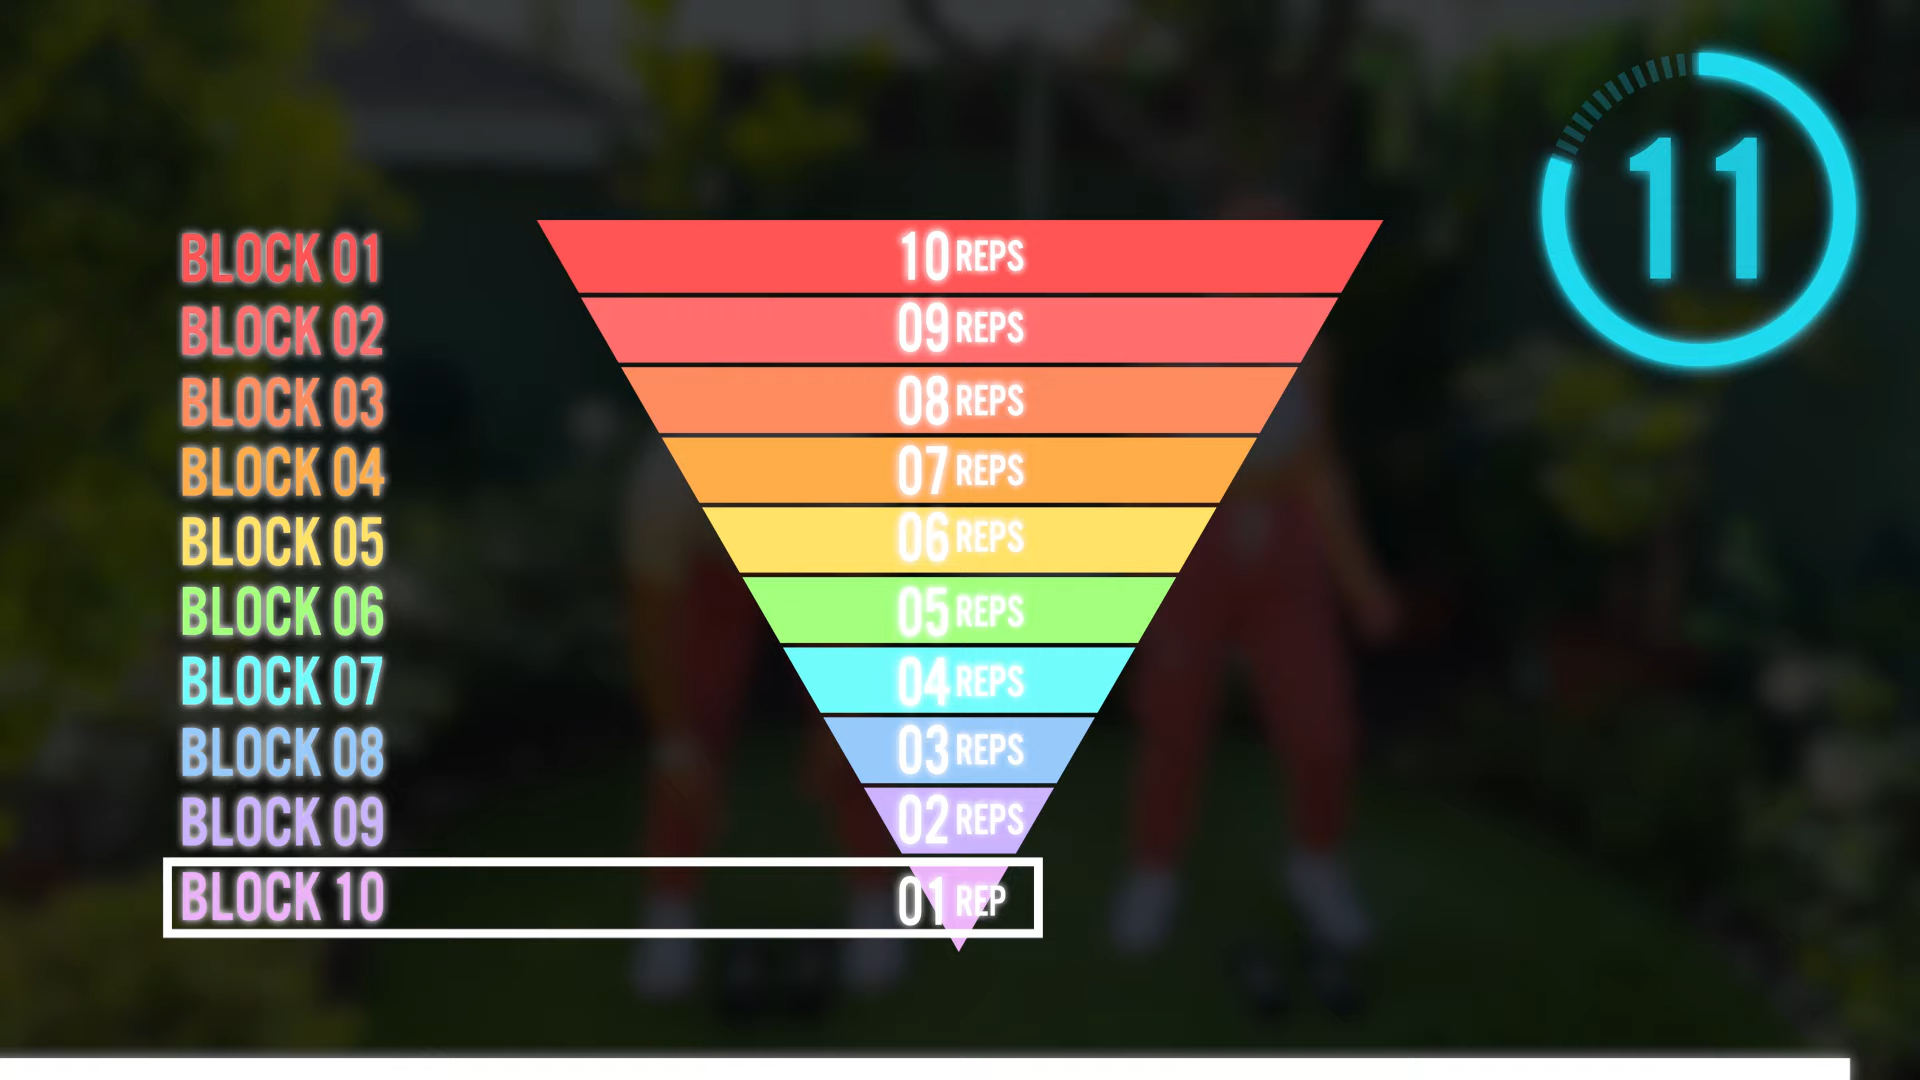 11
BLOCK 01 10 REPS
BLOCK 02 09 REPS
BLOCK 03 08 REPS
BLOCK 04 07 REPS
BLOCK 05 06 REPS
BLOCK 06 05 REPS
BLOCK 07 04 REPS
BLOCK 08 03 REPS
BLOCK 09 02 REPS
BLOCK 10 01 REP